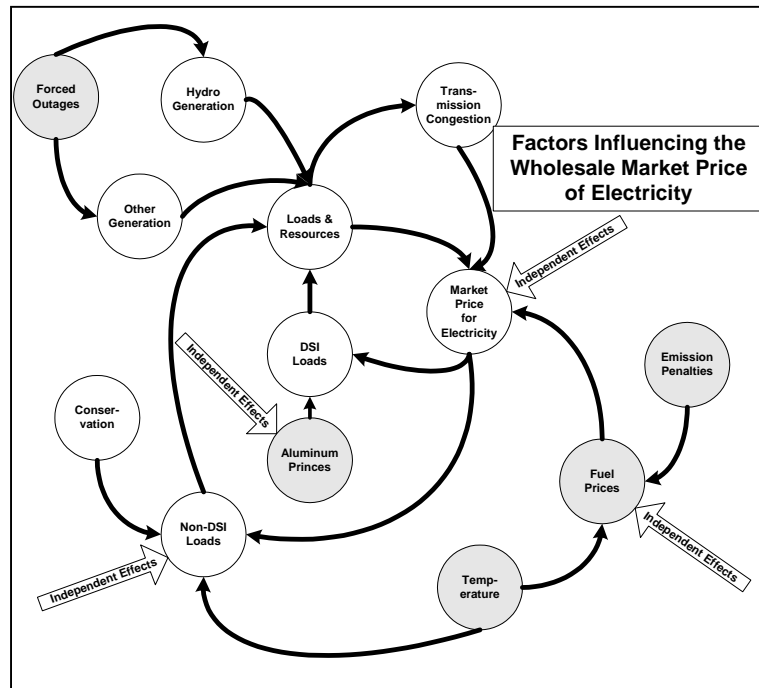 Forced
Outages
Hydro
Generation
Trans-
mission
Congestion
Factors Influencing the
Wholesale Market Price
of Electricity
Other
Generation
Loads &
Resources
Independent Effects
Market
Price
for
Electricity
DSI
Loads
Independent Effects
Emission
Penalties
Conser-
vation
Aluminum
Princes
Fuel
Prices
Non-DSI
Loads
Independent Effects
Independent Effects
Temp-
erature